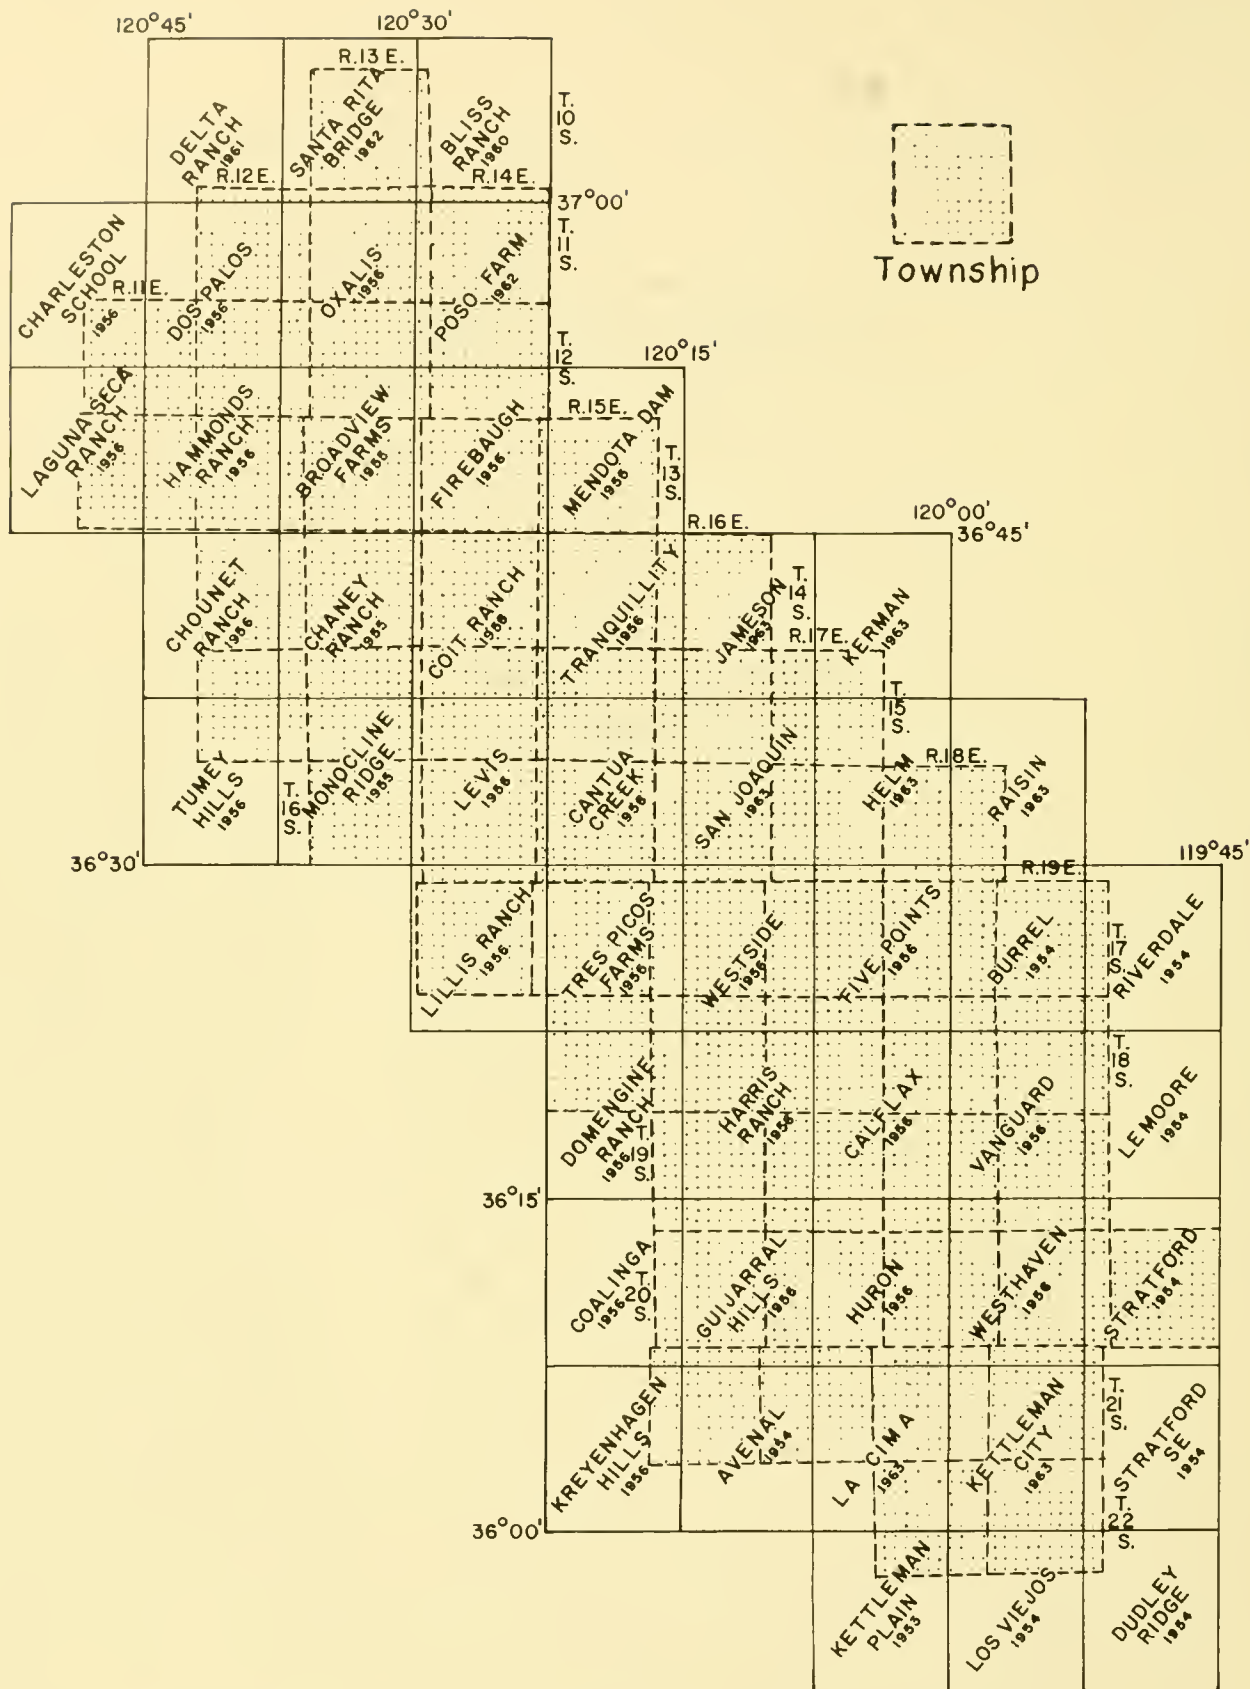 120°45'
120°30'
R.13 E.
DELTA
RANCH
1961
SANTA RITA
BRIDGE
1962
BLISS
RANCH
1960
T.
10
S.
R.12 E.
R.14 E.
37°00'
Township
CHARLESTON
SCHOOL
1956
R.11 E.
DOS PALOS
1956
OXALIS
1956
POSO FARM
1962
T.
11
S.
T.
12
S.
120°15'
LAGUNA SECA
RANCH
1956
HAMMONDS
RANCH
1956
BROADVIEW
FARMS
1955
FIREBAUGH
1956
R.15 E.
MENDOTA DAM
1956
T.
13
S.
R.16 E.
120°00'
36°45'
CHOUNET
RANCH
1956
CHANEY
RANCH
1955
COIT RANCH
1956
TRANQUILLITY
1956
JAMESON
1963
T.
14
S.
R.17 E.
KERMAN
1963
T.
15
S.
TUMEY
HILLS
1956
T.
16
S.
MONOCLINE
RIDGE
1955
LEVIS
1956
CANTUA
CREEK
1956
SAN JOAQUIN
1963
HELM
1963
R.18 E.
RAISIN
1963
36°30'
119°45'
R.19 E.
LILLIS RANCH
1956
TRES PICOS
FARMS
1956
WESTSIDE
1956
FIVE POINTS
1956
BURREL
1954
T.
17
S.
RIVERDALE
1954
DOMENGINE
RANCH
1956
T.
19
S.
HARRIS
RANCH
1956
CALFLAX
1956
VANGUARD
1956
T.
18
S.
LEMOORE
1954
36°15'
COALINGA
1956
T.
20
S.
GUIJARRAL
HILLS
1956
HURON
1956
WESTHAVEN
1956
STRATFORD
1954
KREYENHAGEN
HILLS
1956
AVENAL
1954
LA CIMA
1963
KETTLEMAN
CITY
1963
T.
21
S.
STRATFORD
SE
1954
T.
22
S.
36°00'
KETTLEMAN
PLAIN
1953
LOS VIEJOS
1954
DUDLEY
RIDGE
1954